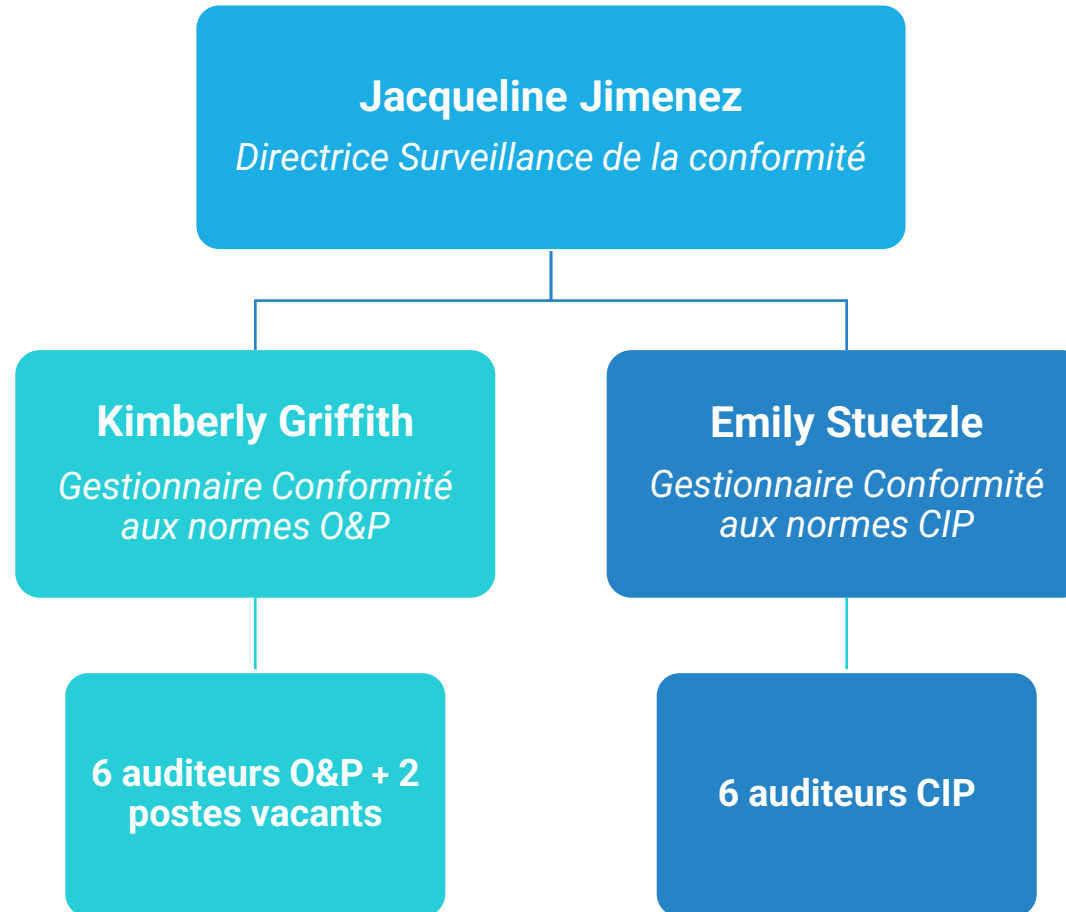 Jacqueline Jimenez
Directrice Surveillance de la conformité
Kimberly Griffith
Gestionnaire Conformité
aux normes O&P
Emily Stuetzle
Gestionnaire Conformité
aux normes CIP
6 auditeurs O&P + 2
postes vacants
6 auditeurs CIP